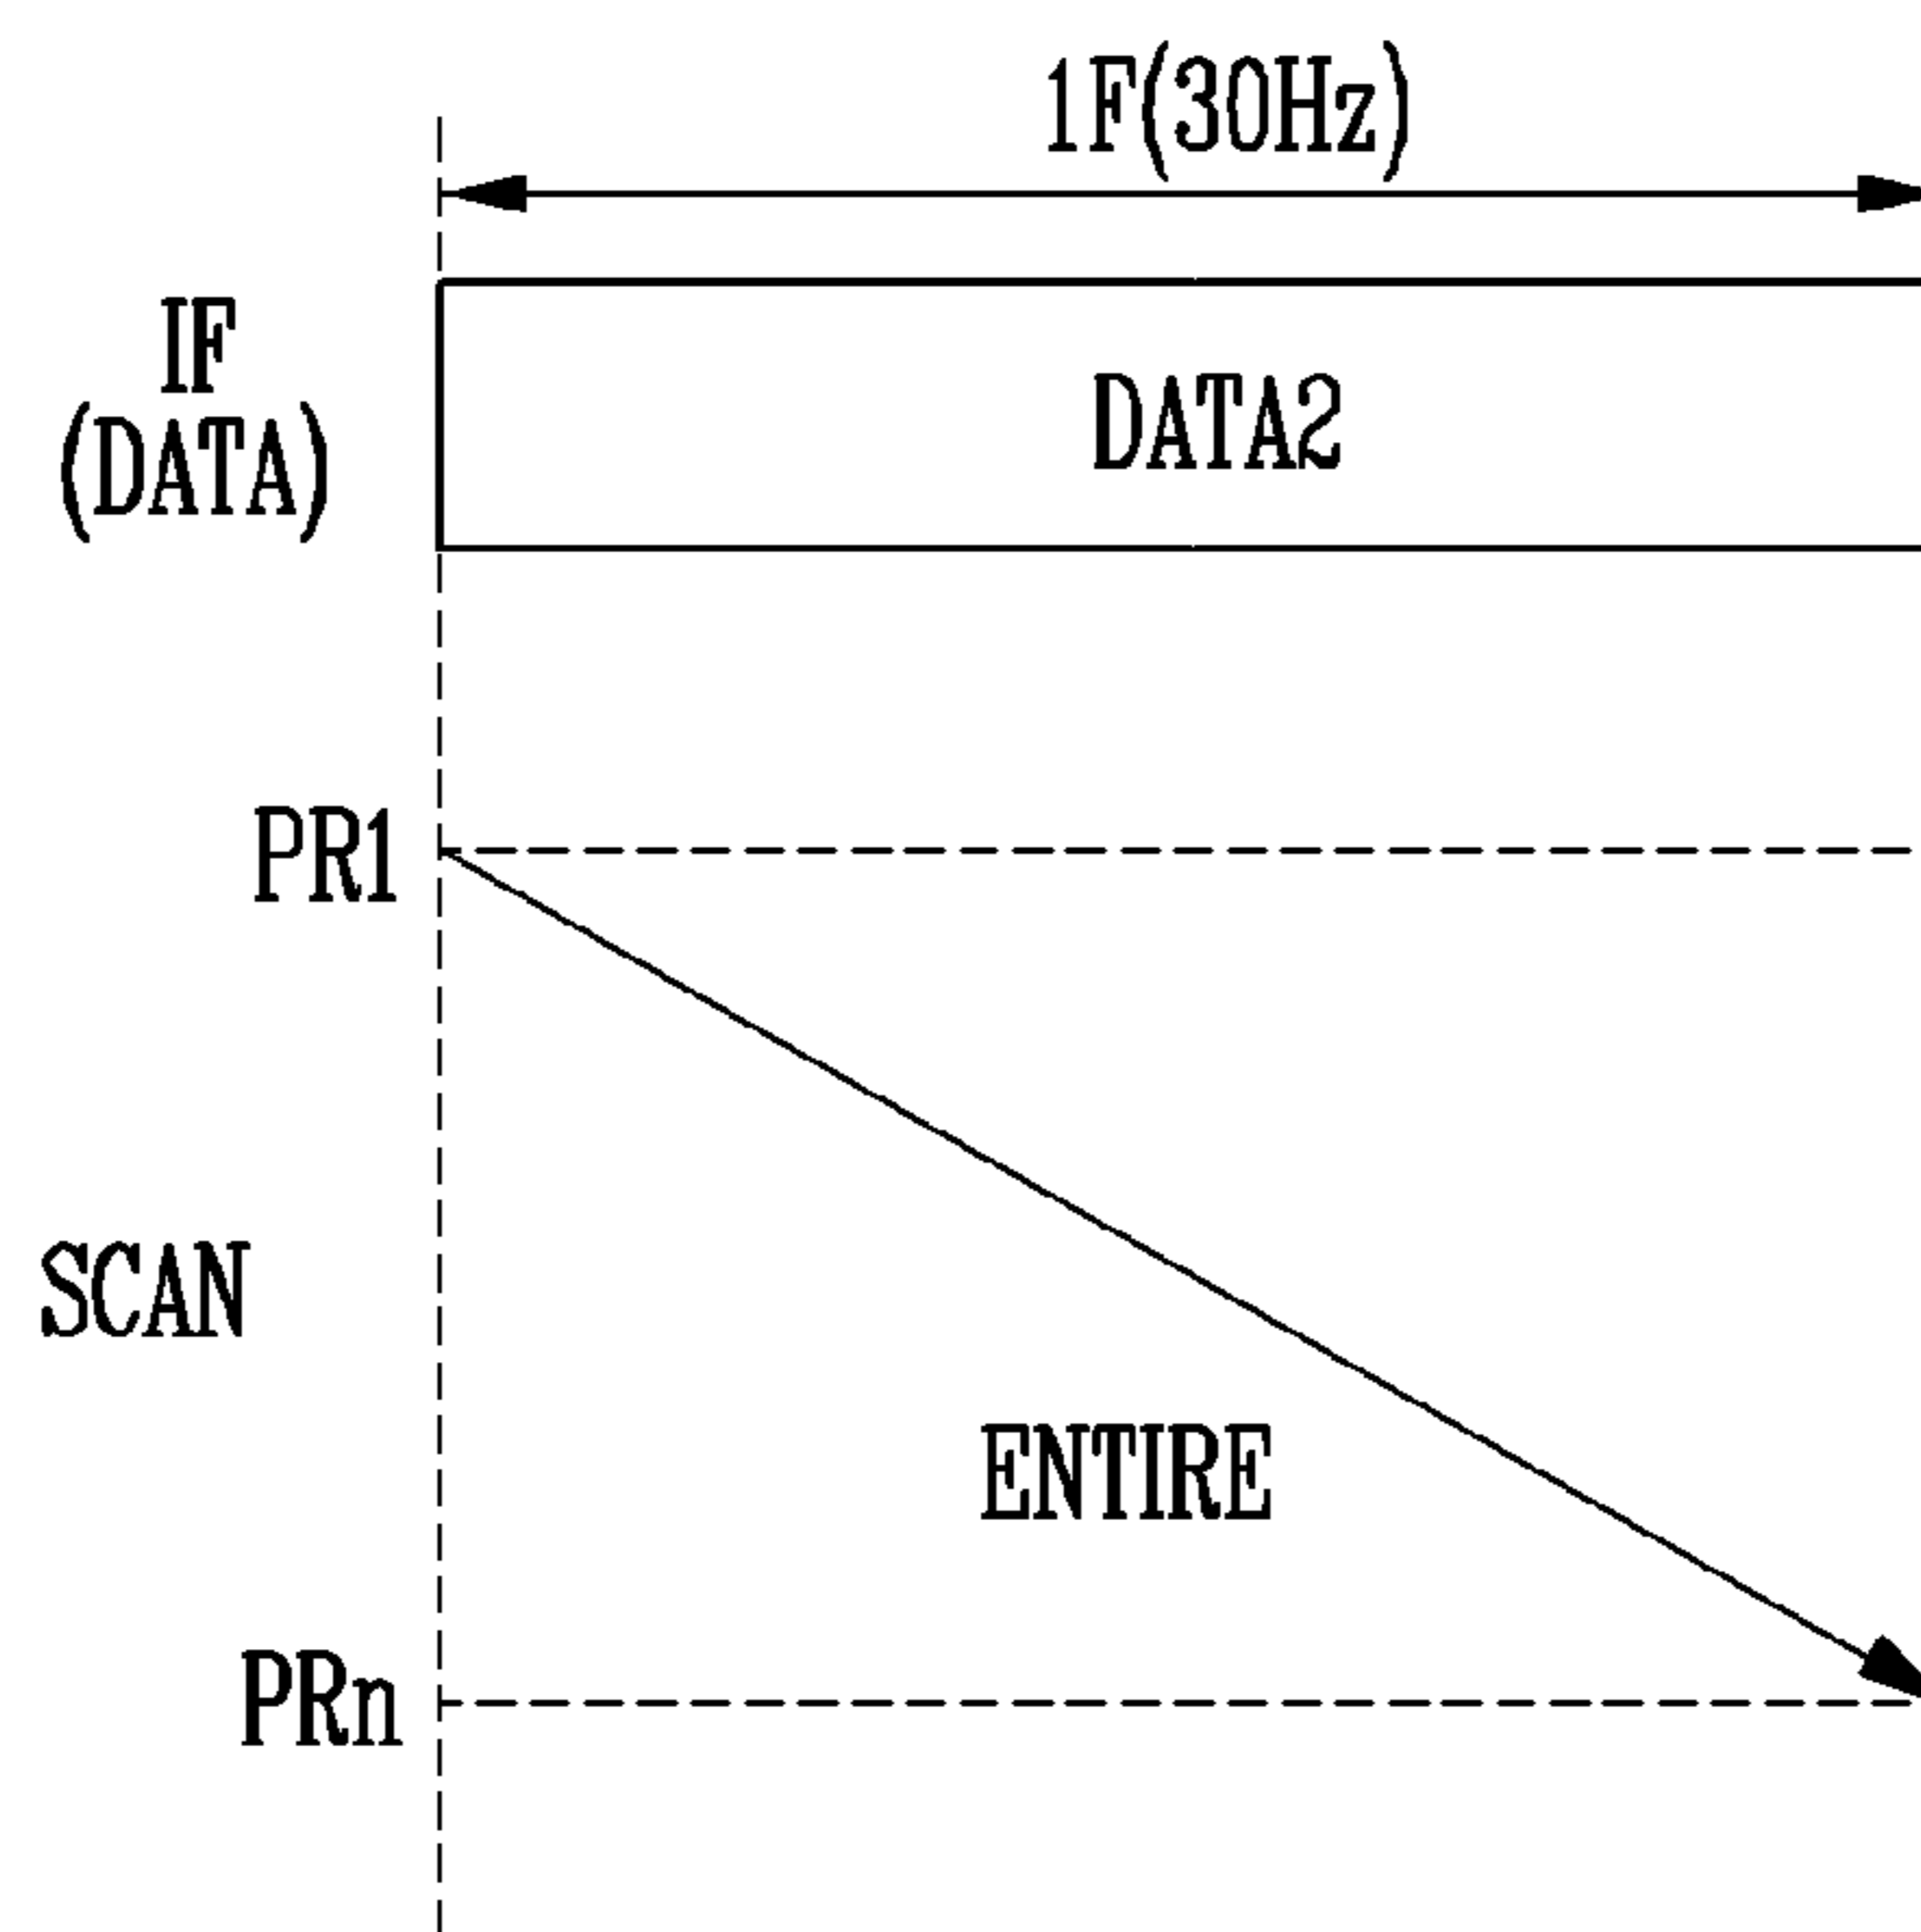 1F(30Hz)
IF
(DATA)
DATA2
PR1
SCAN
ENTIRE
PRn